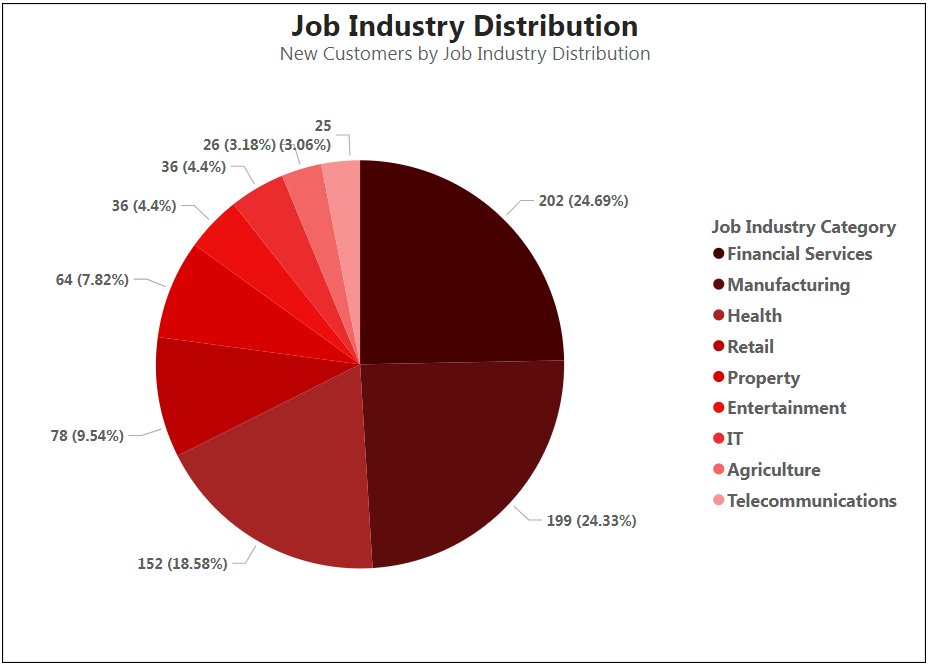 Job Industry Distribution
New Customers by Job Industry Distribution
25
(3.06%)
26 (3.18%)
36 (4.4%)
36 (4.4%)
64 (7.82%)
78 (9.54%)
152 (18.58%)
199 (24.33%)
202 (24.69%)
Job Industry Category
Financial Services
Manufacturing
Health
Retail
Property
Entertainment
IT
Agriculture
Telecommunications